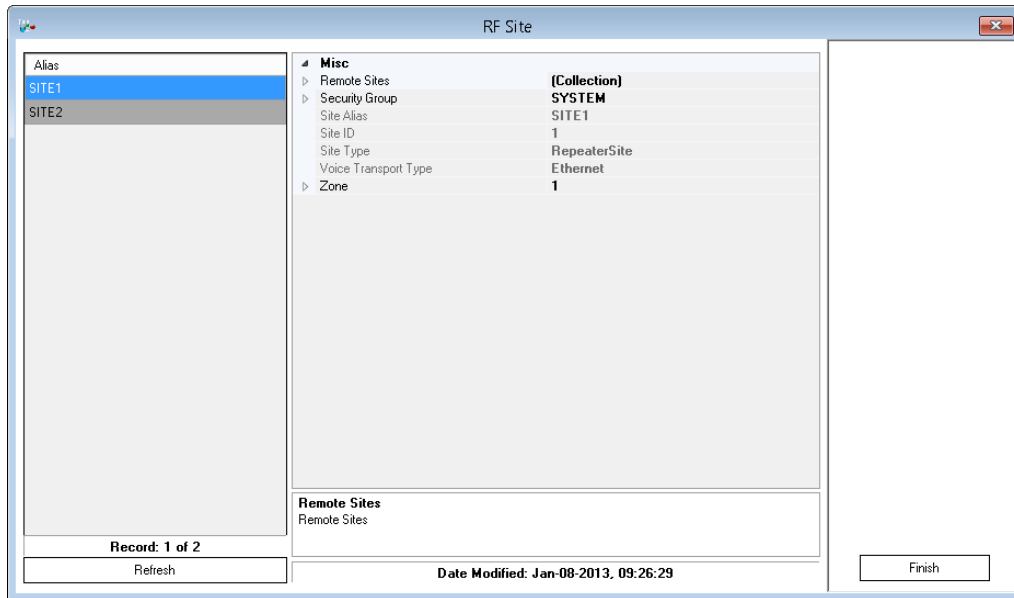 RF Site
Alias
SITE1
SITE2
Misc
Remote Sites (Collection)
Security Group SYSTEM
Site Alias SITE1
Site ID 1
Site Type RepeaterSite
Voice Transport Type Ethernet
Zone 1
Remote Sites
Remote Sites
Record: 1 of 2
Refresh
Date Modified: Jan-08-2013, 09:26:29
Finish